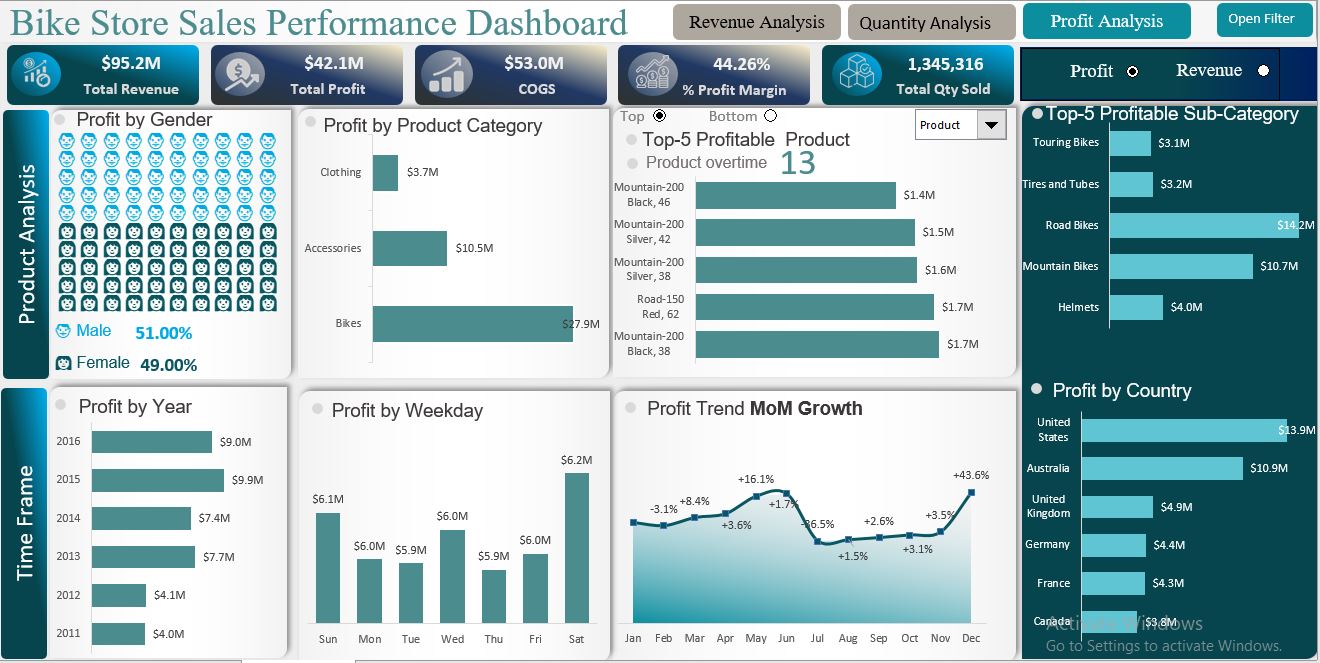 Bike Store Sales Performance Dashboard
Revenue Analysis
Quantity Analysis
Profit Analysis
Open Filter
$95.2M
Total Revenue
$42.1M
Total Profit
$53.0M
COGS
44.26%
% Profit Margin
1,345,316
Total Qty Sold
Profit
Revenue
Product Analysis
Profit by Gender
Male 51.00%
Female 49.00%
Profit by Product Category
Clothing $3.7M
Accessories $10.5M
Bikes $27.9M
Top Bottom
Product
Top-5 Profitable Product
Product overtime 13
Mountain-200
Black, 46
$1.4M
Mountain-200
Silver, 42
$1.5M
Mountain-200
Silver, 38
$1.6M
Road-150
Red, 62
$1.7M
Mountain-200
Black, 38
$1.7M
Top-5 Profitable Sub-Category
Touring Bikes $3.1M
Tires and Tubes $3.2M
Road Bikes $14.2M
Mountain Bikes $10.7M
Helmets $4.0M
Time Frame
Profit by Year
2016 $9.0M
2015 $9.9M
2014 $7.4M
2013 $7.7M
2012 $4.1M
2011 $4.0M
Profit by Weekday
$6.1M $6.0M $5.9M $6.0M $5.9M $6.0M $6.2M
Sun Mon Tue Wed Thu Fri Sat
Profit Trend MoM Growth
-3.1% +8.4% +3.6% +16.1% +1.7% -36.5% +1.5% +2.6% +3.1% +3.5% +43.6%
Jan Feb Mar Apr May Jun Jul Aug Sep Oct Nov Dec
Profit by Country
United
States
$13.9M
Australia $10.9M
United
Kingdom
$4.9M
Germany $4.4M
France $4.3M
Canada $3.8M
Activate Windows
Go to Settings to activate Windows.